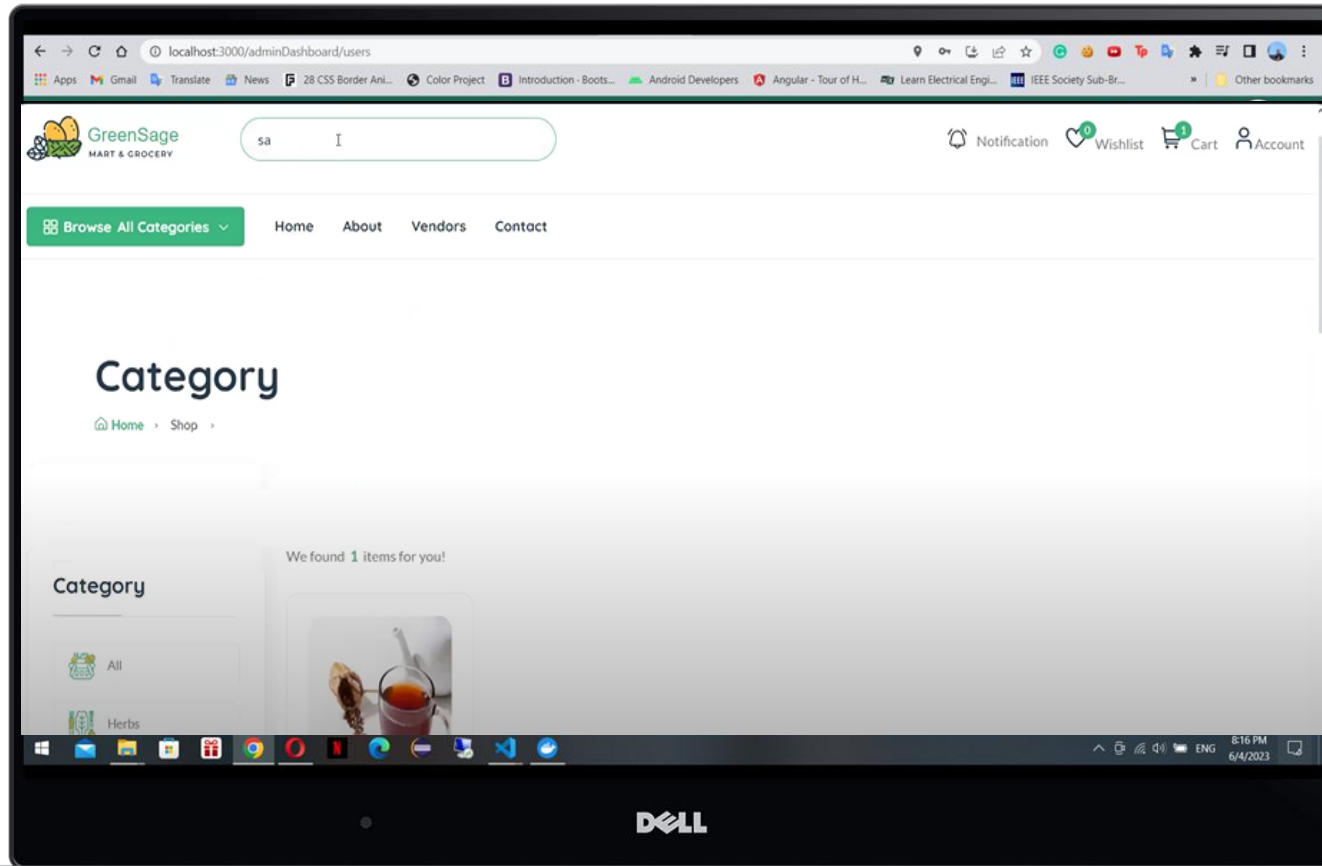 localhost:3000/adminDashboard/users
Apps Gmail Translate News 28 CSS Border Ani... Color Project Introduction - Boots... Android Developers Angular - Tour of H... Learn Electrical Engi... IEEE Society Sub-Br... » Other bookmarks
GreenSage
MART & GROCERY
sa
Notification 0 Wishlist 1 Cart Account
Browse All Categories Home About Vendors Contact
Category
Home › Shop ›
We found 1 items for you!
Category
All
Herbs
ENG 8:16 PM
6/4/2023
DELL